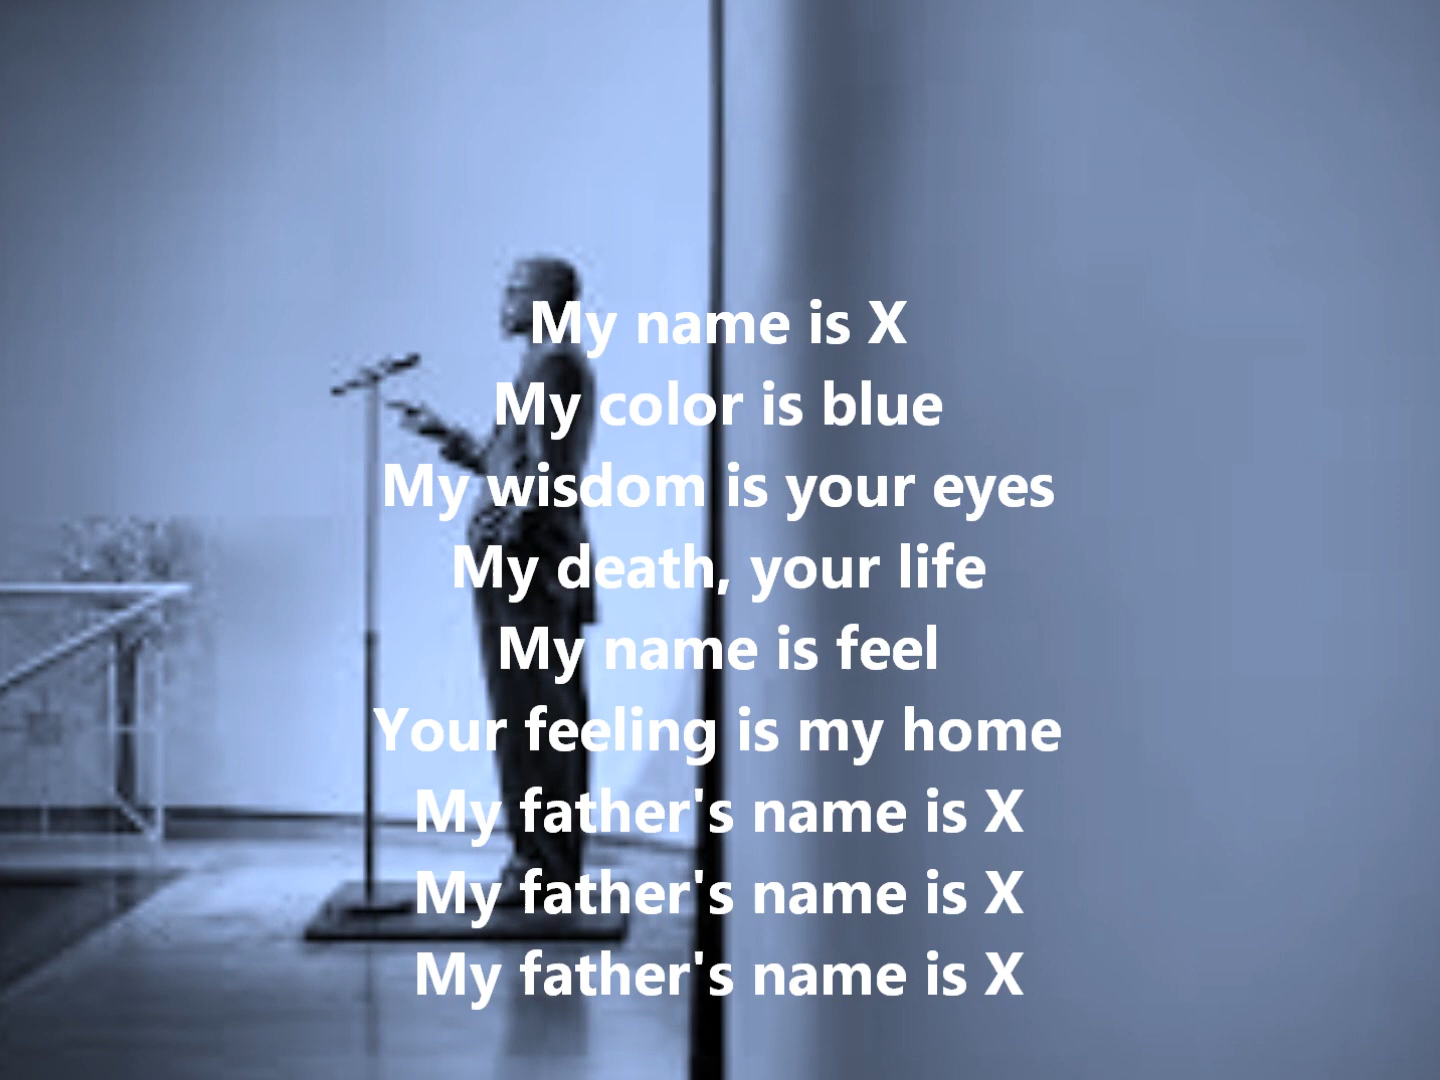 My name is X
My color is blue
My wisdom is your eyes
My death, your life
My name is feel
Your feeling is my home
My father's name is X
My father's name is X
My father's name is X